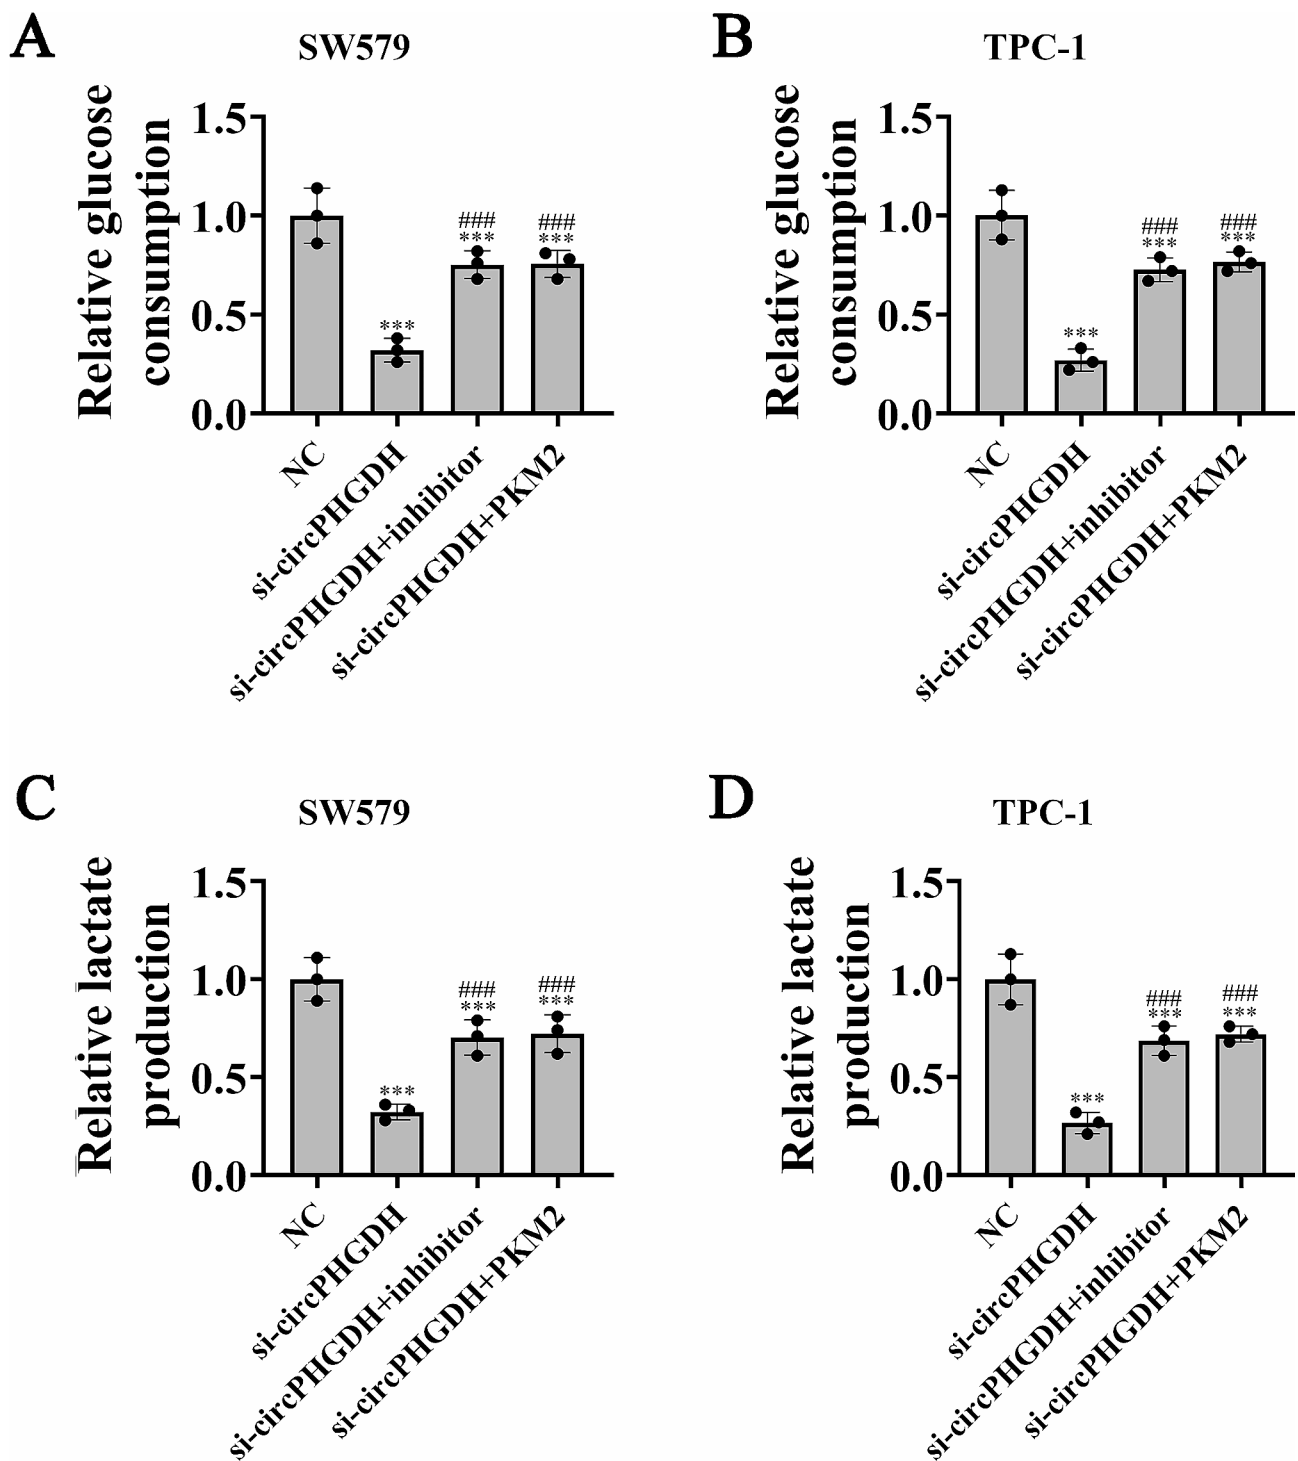 A
SW579
Relative glucose
consumption
1.5
1.0
0.5
0.0
***
###
***
###
***
NC
si-circPHGDH
si-circPHGDH+inhibitor
si-circPHGDH+PKM2
B
TPC-1
Relative glucose
consumption
1.5
1.0
0.5
0.0
***
###
***
###
***
NC
si-circPHGDH
si-circPHGDH+inhibitor
si-circPHGDH+PKM2
C
SW579
Relative lactate
production
1.5
1.0
0.5
0.0
***
###
***
###
***
NC
si-circPHGDH
si-circPHGDH+inhibitor
si-circPHGDH+PKM2
D
TPC-1
Relative lactate
production
1.5
1.0
0.5
0.0
***
###
***
###
***
NC
si-circPHGDH
si-circPHGDH+inhibitor
si-circPHGDH+PKM2